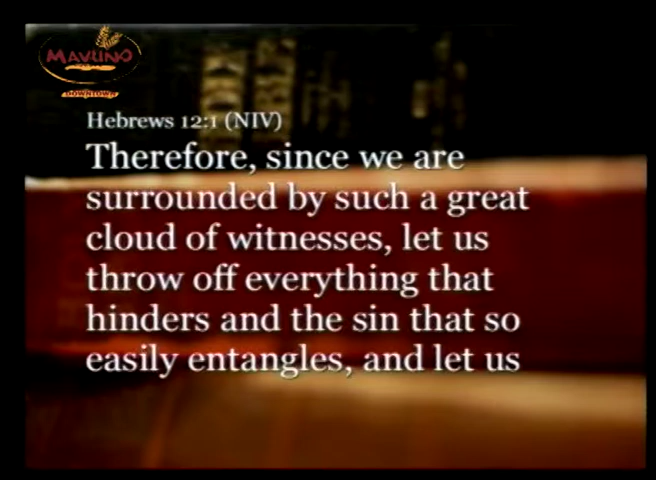 MAVUNO
DOWNTOWN
Hebrews 12:1 (NIV)
Therefore, since we are
surrounded by such a great
cloud of witnesses, let us
throw off everything that
hinders and the sin that so
easily entangles, and let us